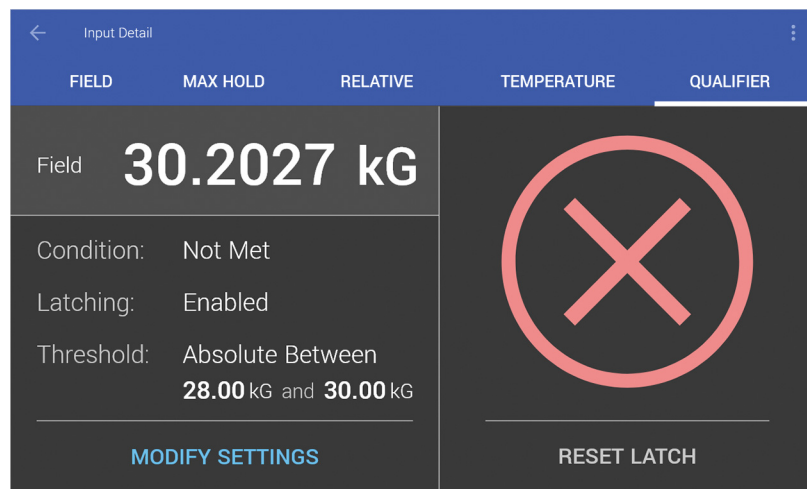 Input Detail
FIELD MAX HOLD RELATIVE TEMPERATURE QUALIFIER
Field 30.2027 kG
Condition: Not Met
Latching: Enabled
Threshold: Absolute Between
28.00 kG and 30.00 kG
MODIFY SETTINGS
RESET LATCH